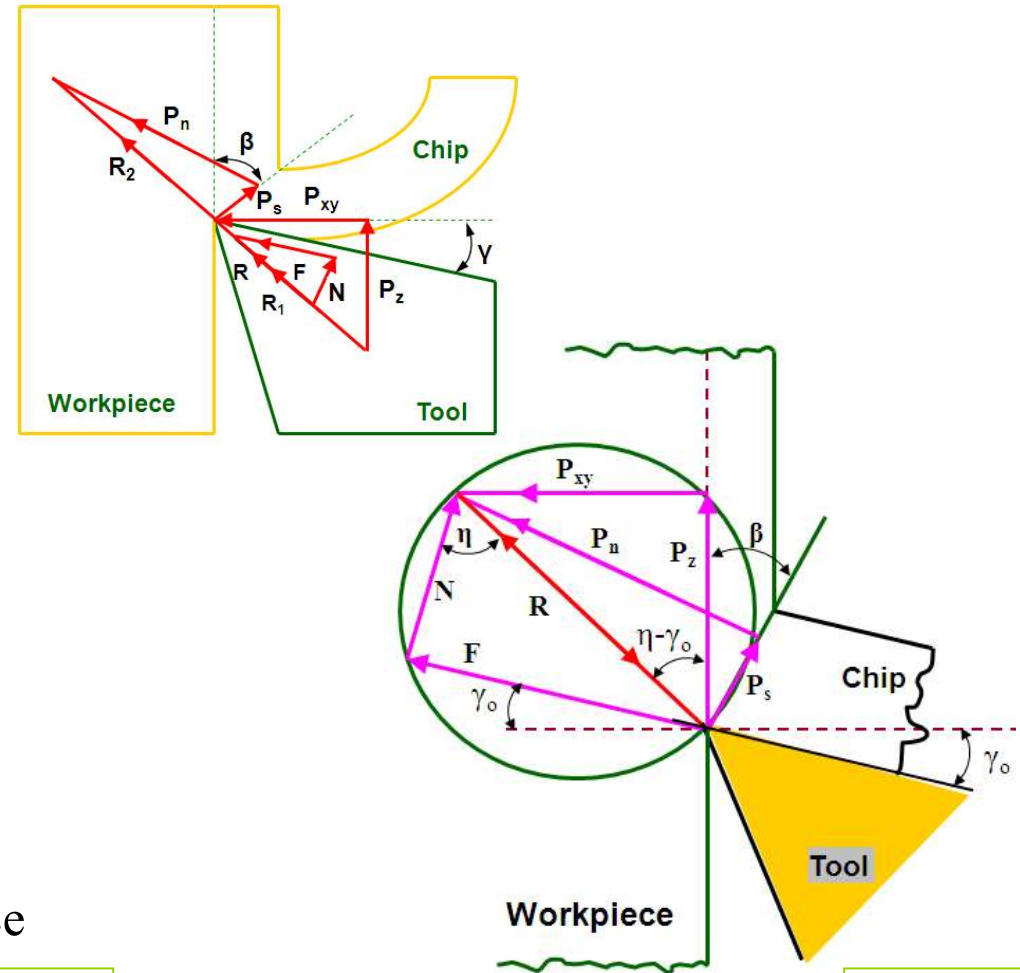 Pn
β
R2
Chip
Ps
Pxy
γ
R
F
N
R1
Pz
Workpiece
Tool
Pxy
η
Pn
Pz
β
N
R
η-γo
F
Ps
Chip
γo
γo
Tool
Workpiece
e